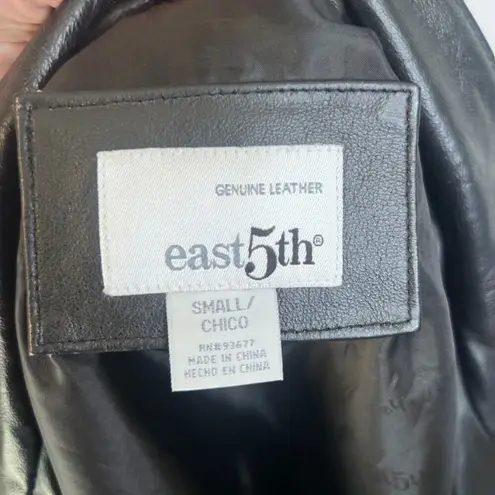 GENUINE LEATHER
east5th®
SMALL/
CHICO
RN#93677
MADE IN CHINA
HECHO EN CHINA